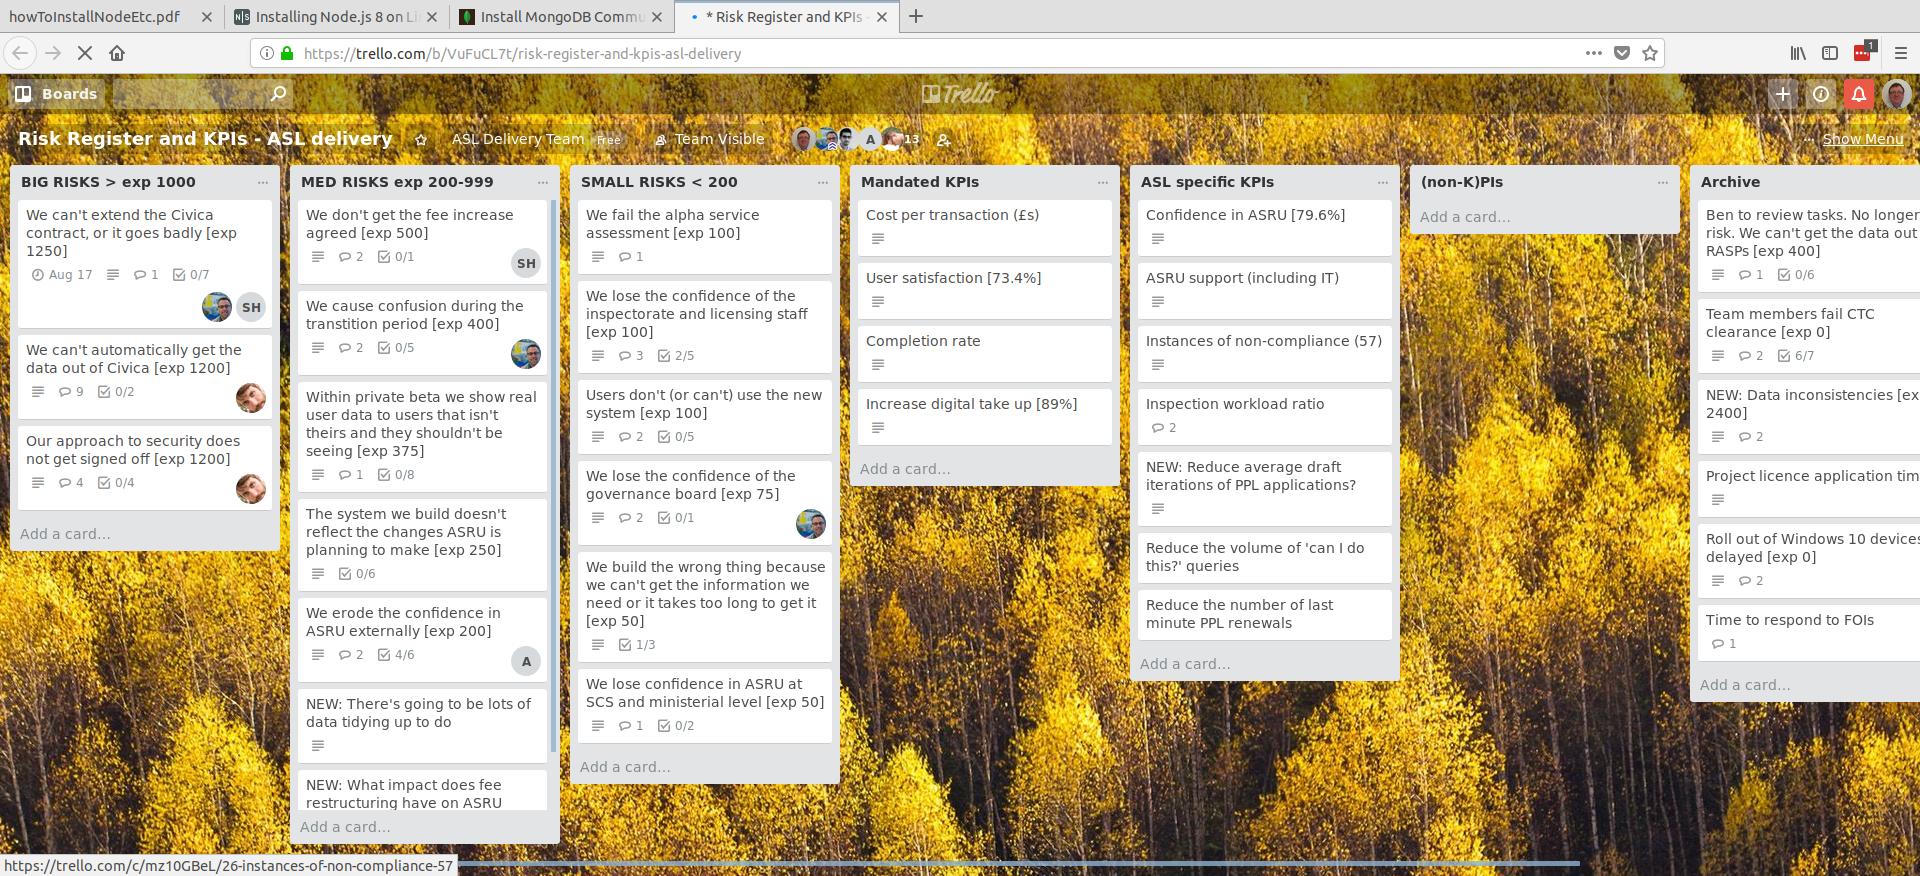 howToInstallNodeEtc.pdf
Installing Node.js 8 on Li
Install MongoDB Commu
* Risk Register and KPIs -
https://trello.com/b/VuFuCL7t/risk-register-and-kpis-asl-delivery
1
Boards
Trello
Risk Register and KPIs - ASL delivery
ASL Delivery Team Free
Team Visible
A
13
Show Menu
BIG RISKS > exp 1000
We can't extend the Civica
contract, or it goes badly [exp
1250]
Aug 17 1 0/7
SH
We can't automatically get the
data out of Civica [exp 1200]
9 0/2
Our approach to security does
not get signed off [exp 1200]
4 0/4
Add a card...
MED RISKS exp 200-999
We don't get the fee increase
agreed [exp 500]
2 0/1
SH
We cause confusion during the
transtition period [exp 400]
2 0/5
Within private beta we show real
user data to users that isn't
theirs and they shouldn't be
seeing [exp 375]
1 0/8
The system we build doesn't
reflect the changes ASRU is
planning to make [exp 250]
0/6
We erode the confidence in
ASRU externally [exp 200]
2 4/6
A
NEW: There's going to be lots of
data tidying up to do
NEW: What impact does fee
restructuring have on ASRU
Add a card...
SMALL RISKS < 200
We fail the alpha service
assessment [exp 100]
1
We lose the confidence of the
inspectorate and licensing staff
[exp 100]
3 2/5
Users don't (or can't) use the new
system [exp 100]
2 0/5
We lose the confidence of the
governance board [exp 75]
2 0/1
We build the wrong thing because
we can't get the information we
need or it takes too long to get it
[exp 50]
1/3
We lose confidence in ASRU at
SCS and ministerial level [exp 50]
1 0/2
Add a card...
Mandated KPIs
Cost per transaction (£s)
User satisfaction [73.4%]
Completion rate
Increase digital take up [89%]
Add a card...
ASL specific KPIs
Confidence in ASRU [79.6%]
ASRU support (including IT)
Instances of non-compliance (57)
Inspection workload ratio
2
NEW: Reduce average draft
iterations of PPL applications?
Reduce the volume of 'can I do
this?' queries
Reduce the number of last
minute PPL renewals
Add a card...
(non-K)PIs
Add a card...
Archive
Ben to review tasks. No longer
risk. We can't get the data out
RASPs [exp 400]
1 0/6
Team members fail CTC
clearance [exp 0]
2 6/7
NEW: Data inconsistencies [ex
2400]
2
Project licence application tim
Roll out of Windows 10 devices
delayed [exp 0]
2
Time to respond to FOIs
1
Add a card...
https://trello.com/c/mz10GBeL/26-instances-of-non-compliance-57